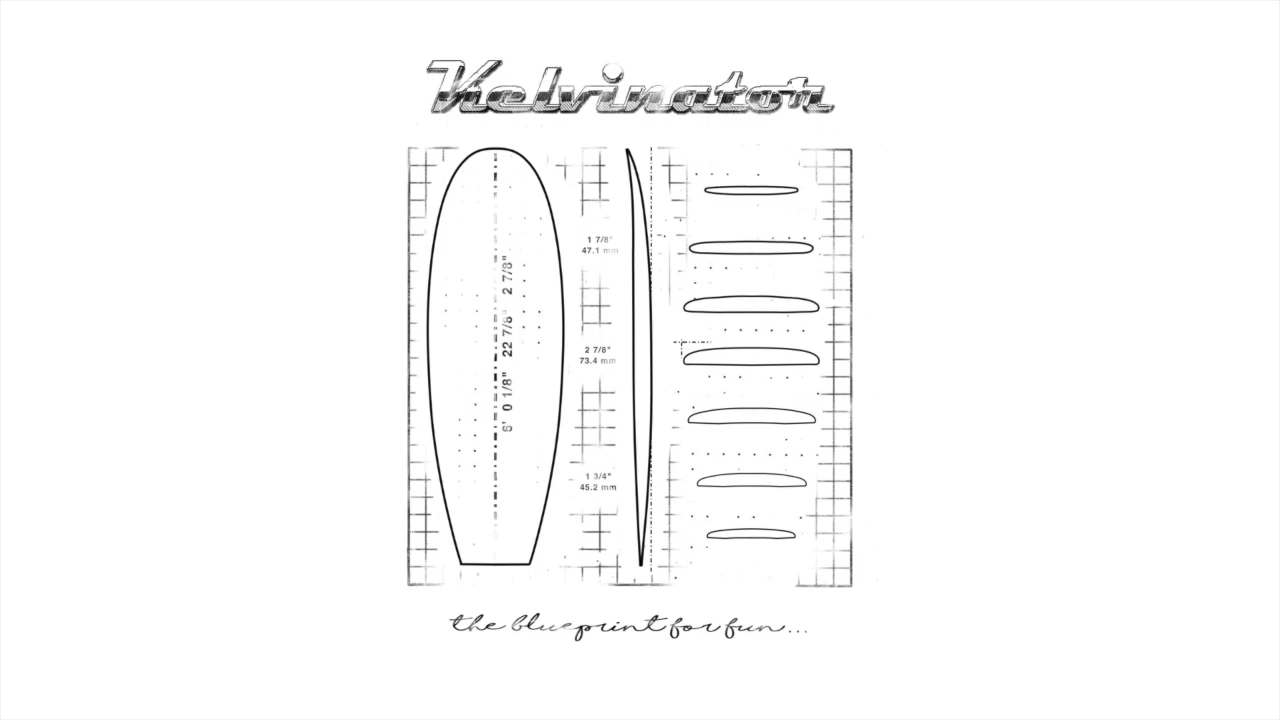 Kelvinator
1 7/8"
47.1 mm
6' 0 1/8" 22 7/8" 2 7/8"
2 7/8"
73.4 mm
1 3/4"
45.2 mm
the blueprint for fun...